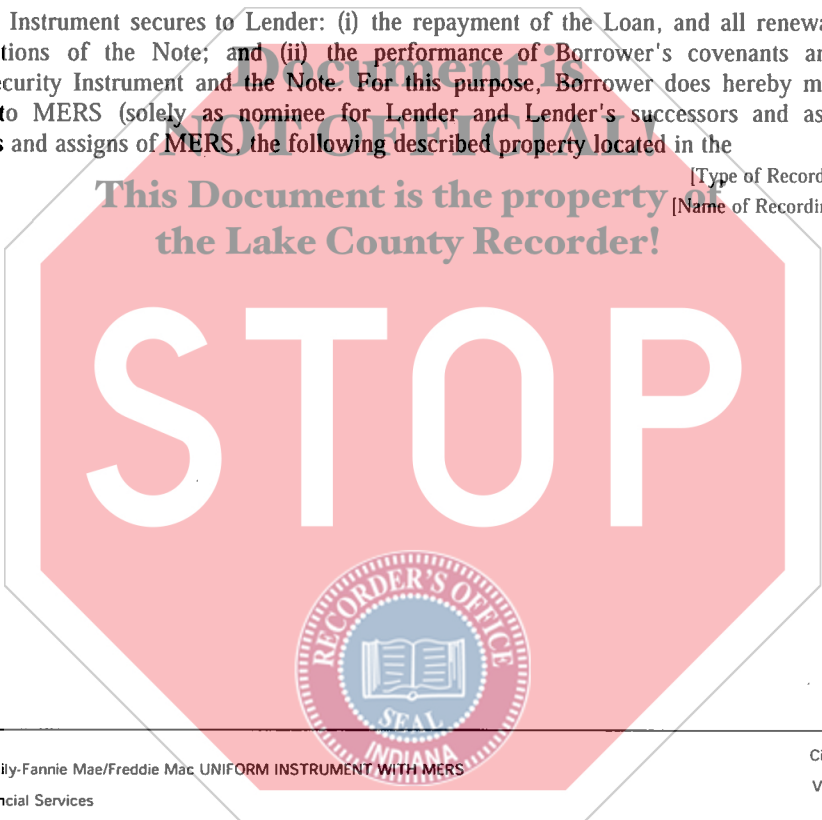 Instrument secures to Lender: (i) the repayment of the Loan, and all renewa
tions of the Note; and (ii) the performance of Borrower's covenants an
ecurity Instrument and the Note. For this purpose, Borrower does hereby m
to MERS (solely as nominee for Lender and Lender's successors and as
s and assigns of MERS, the following described property located in the
[Type of Record
[Name of Recordin
Document is
NOT OFFICIAL!
This Document is the property of
the Lake County Recorder!
STOP
RECORDER'S OFFICE
SEAL
INDIANA
ily-Fannie Mae/Freddie Mac UNIFORM INSTRUMENT WITH MERS
ncial Services
Ci
V